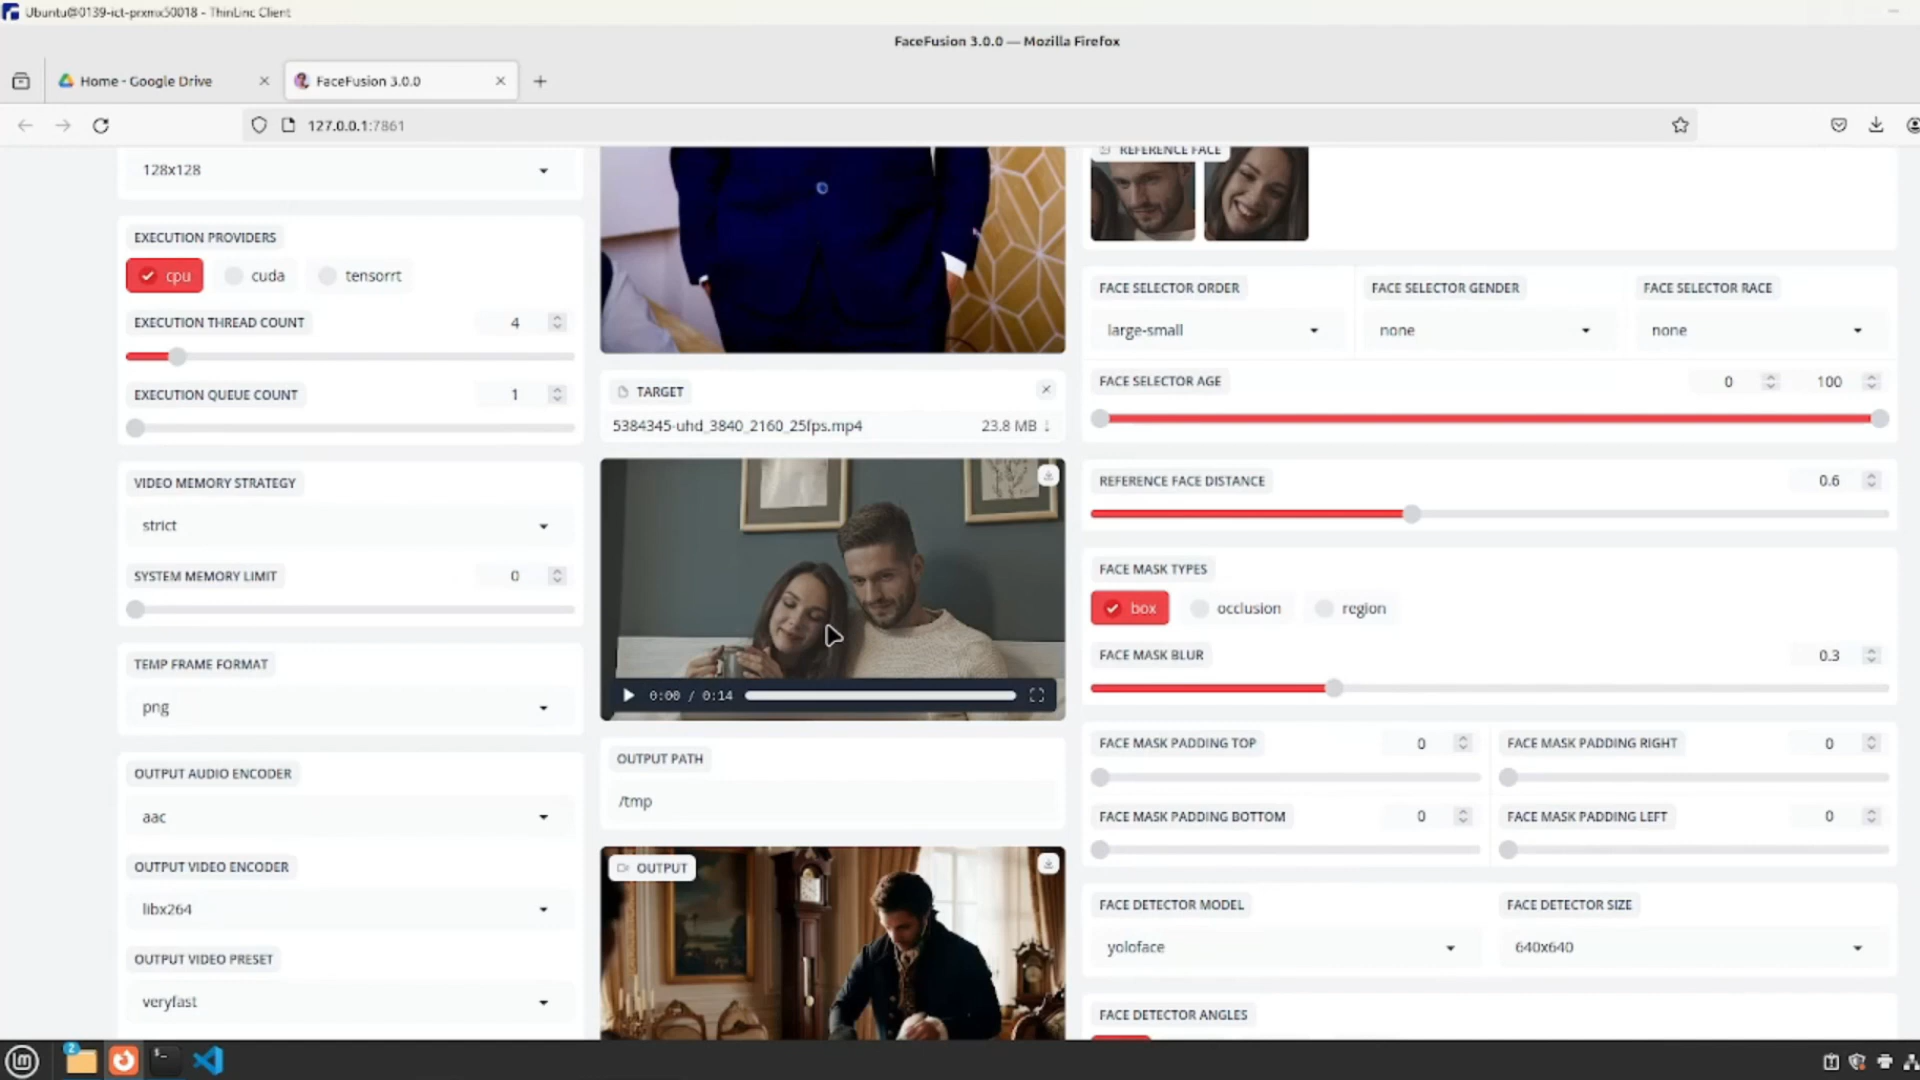 Ubuntu@0139-ict-prxmx50018 - ThinLinc Client
FaceFusion 3.0.0 — Mozilla Firefox
Home - Google Drive
FaceFusion 3.0.0
127.0.0.1:7861
128x128
EXECUTION PROVIDERS
cpu
cuda
tensorrt
EXECUTION THREAD COUNT
4
EXECUTION QUEUE COUNT
1
VIDEO MEMORY STRATEGY
strict
SYSTEM MEMORY LIMIT
0
TEMP FRAME FORMAT
png
OUTPUT AUDIO ENCODER
aac
OUTPUT VIDEO ENCODER
libx264
OUTPUT VIDEO PRESET
veryfast
TARGET
5384345-uhd_3840_2160_25fps.mp4
23.8 MB ↓
0:00 / 0:14
OUTPUT PATH
/tmp
OUTPUT
REFERENCE FACE
FACE SELECTOR ORDER
large-small
FACE SELECTOR GENDER
none
FACE SELECTOR RACE
none
FACE SELECTOR AGE
0
100
REFERENCE FACE DISTANCE
0.6
FACE MASK TYPES
box
occlusion
region
FACE MASK BLUR
0.3
FACE MASK PADDING TOP
0
FACE MASK PADDING RIGHT
0
FACE MASK PADDING BOTTOM
0
FACE MASK PADDING LEFT
0
FACE DETECTOR MODEL
yoloface
FACE DETECTOR SIZE
640x640
FACE DETECTOR ANGLES
2